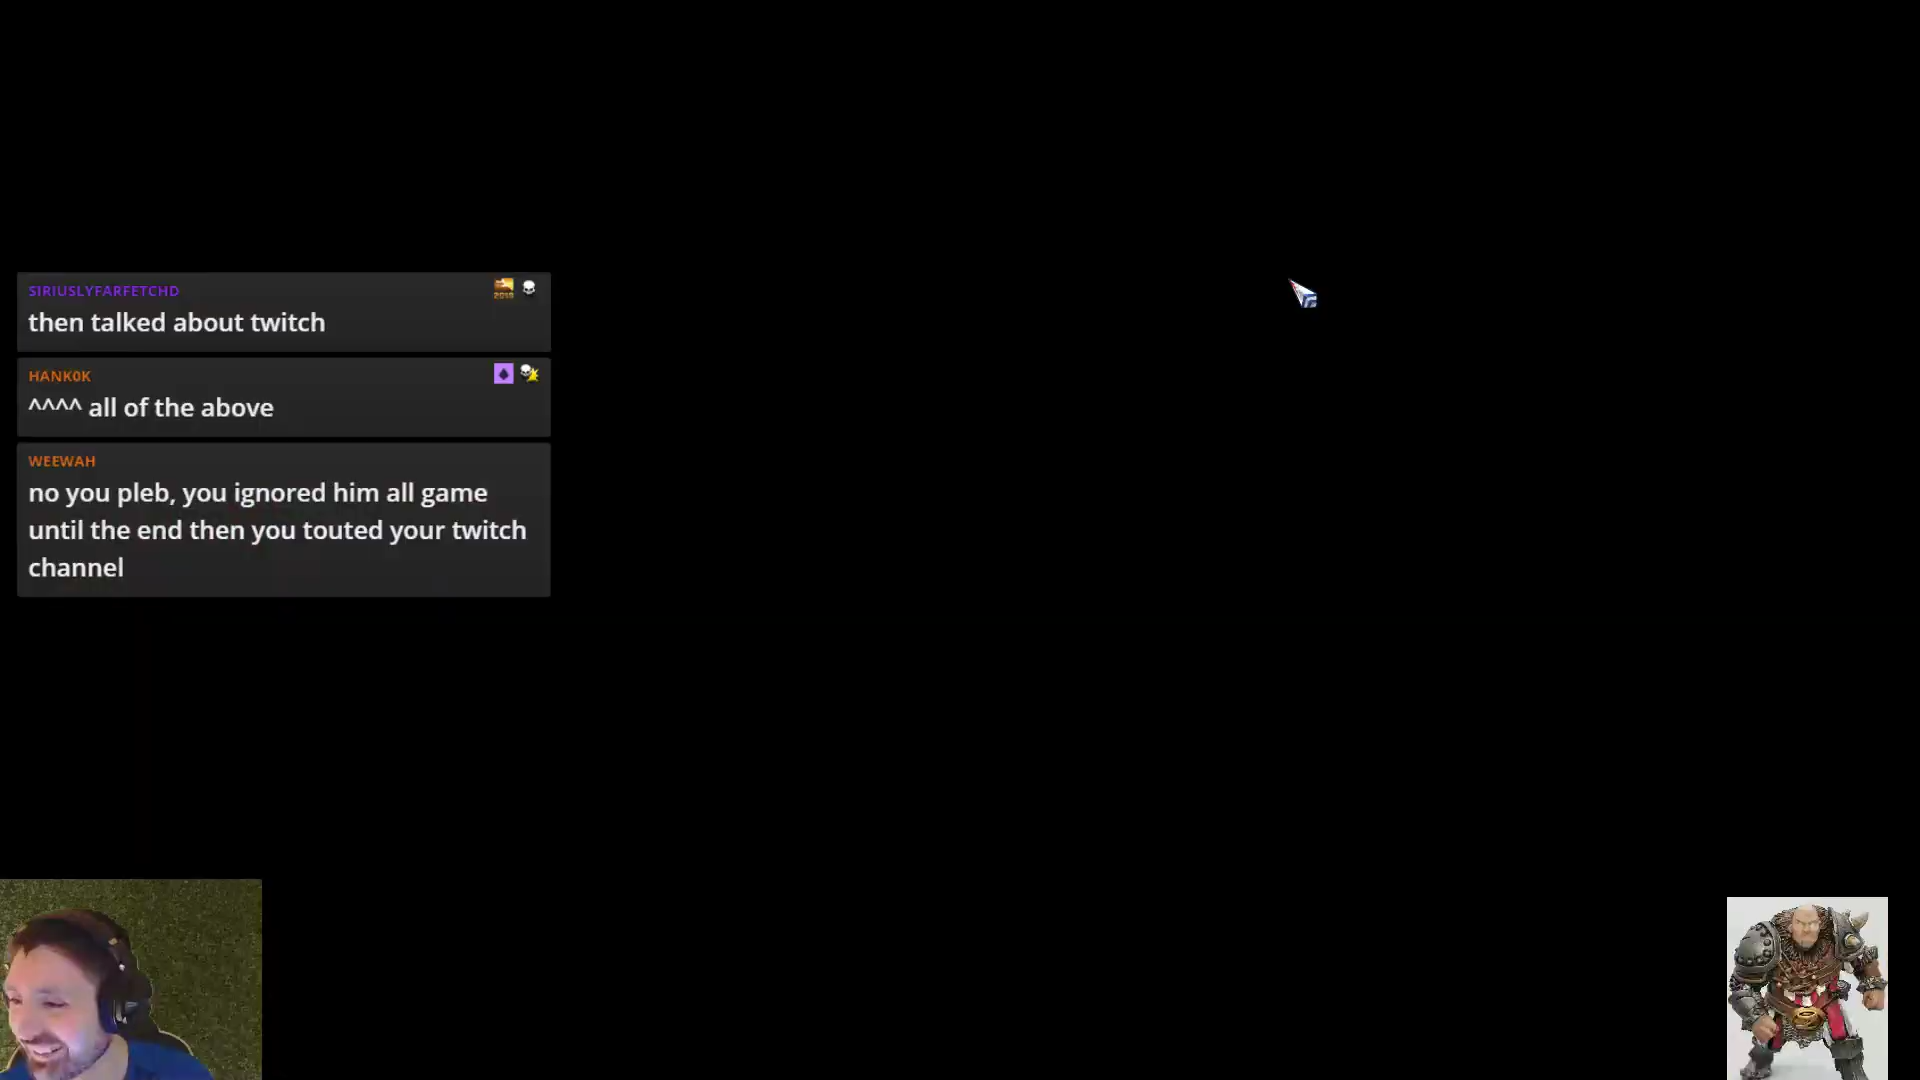 SIRIUSLYFARFETCHD
then talked about twitch
HANK0K
^^^^ all of the above
WEEWAH
no you pleb, you ignored him all game
until the end then you touted your twitch
channel